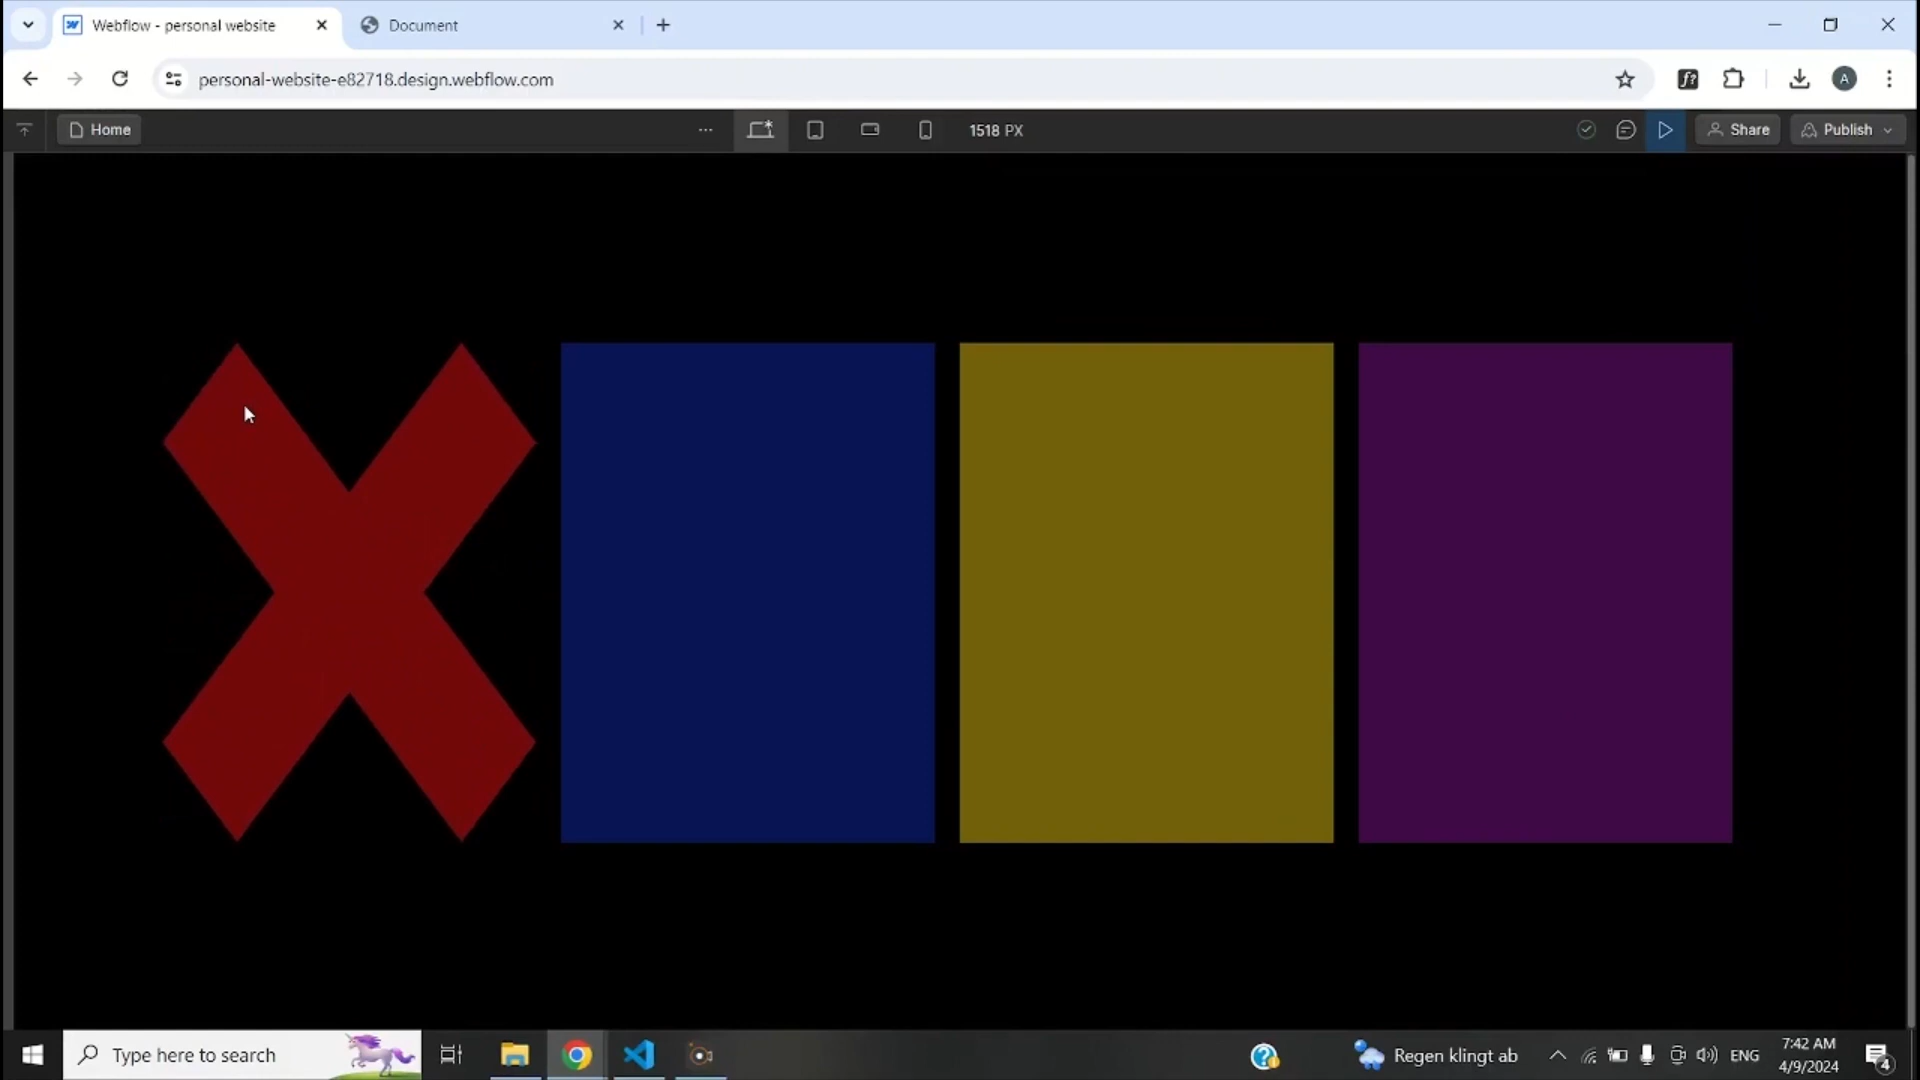 Webflow - personal website
Document
personal-website-e82718.design.webflow.com
f?
A
Home
1518 PX
Share
Publish
Type here to search
Regen klingt ab
ENG
7:42 AM
4/9/2024
4